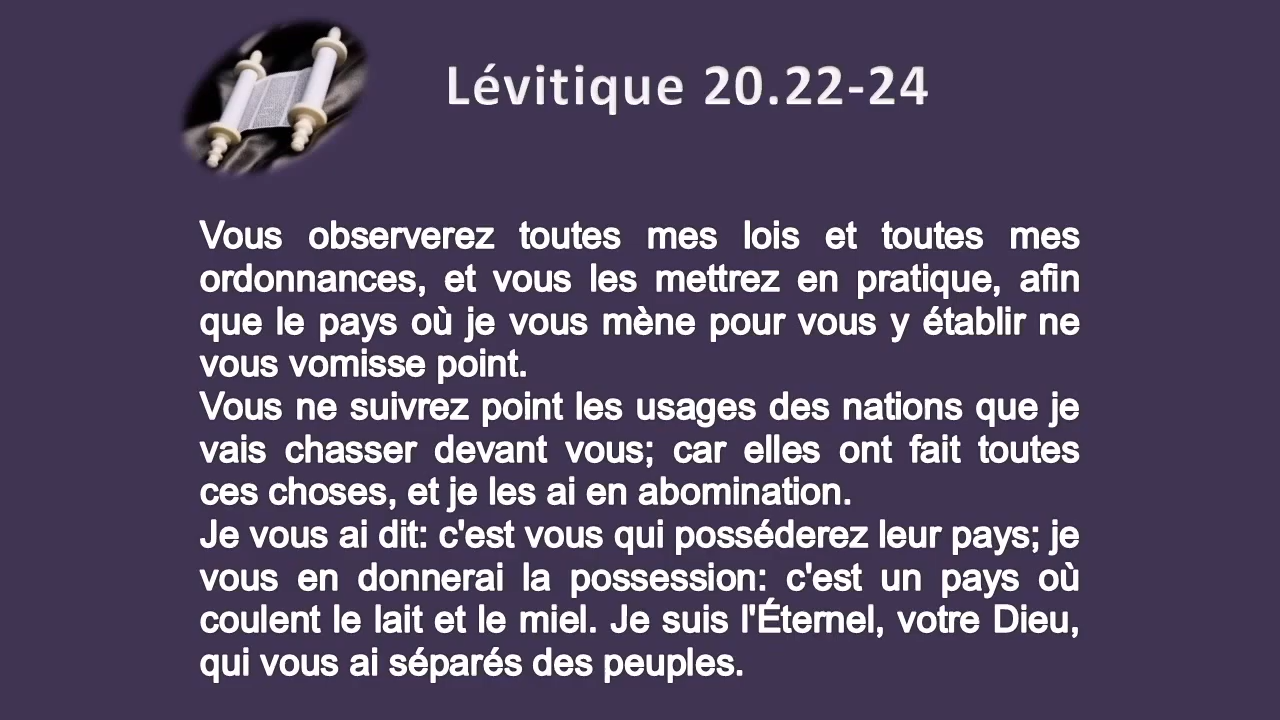 Lévitique 20.22-24
Vous observerez toutes mes lois et toutes mes
ordonnances, et vous les mettrez en pratique, afin
que le pays où je vous mène pour vous y établir ne
vous vomisse point.
Vous ne suivrez point les usages des nations que je
vais chasser devant vous; car elles ont fait toutes
ces choses, et je les ai en abomination.
Je vous ai dit: c'est vous qui posséderez leur pays; je
vous en donnerai la possession: c'est un pays où
coulent le lait et le miel. Je suis l'Éternel, votre Dieu,
qui vous ai séparés des peuples.